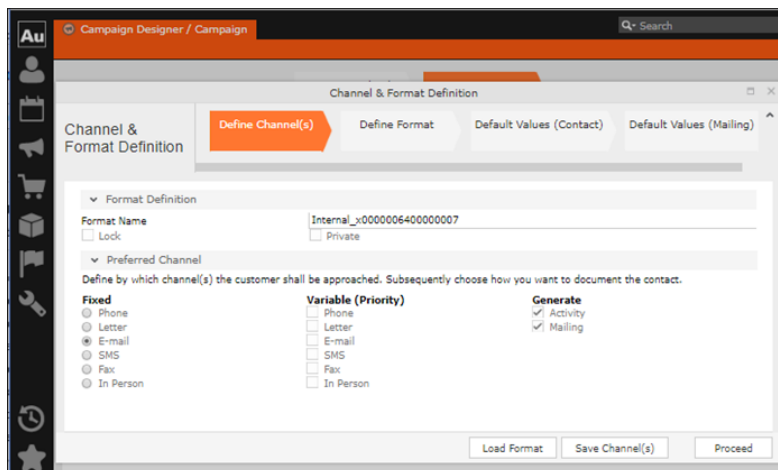 Au
Campaign Designer / Campaign
Search
Channel & Format Definition
Channel &
Format Definition
Define Channel(s)
Define Format
Default Values (Contact)
Default Values (Mailing)
Format Definition
Format Name
Internal_x0000006400000007
Lock
Private
Preferred Channel
Define by which channel(s) the customer shall be approached. Subsequently choose how you want to document the contact.
Fixed
Variable (Priority)
Generate
Phone
Phone
Activity
Letter
Letter
Mailing
E-mail
E-mail
SMS
SMS
Fax
Fax
In Person
In Person
Load Format
Save Channel(s)
Proceed